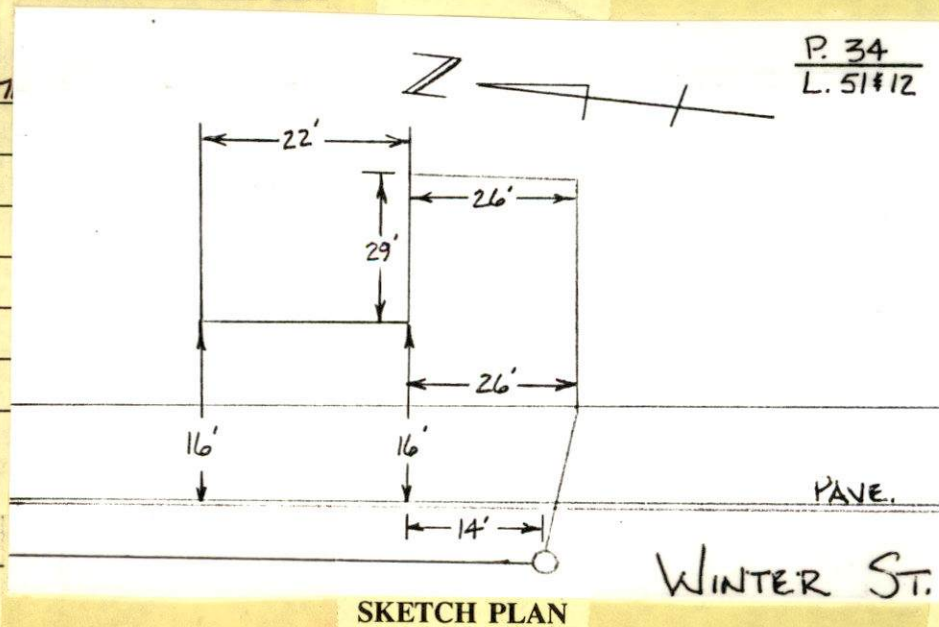 P. 34
L. 51 & 12
N
22'
26'
29'
26'
16'
16'
PAVE.
14'
WINTER ST.
SKETCH PLAN